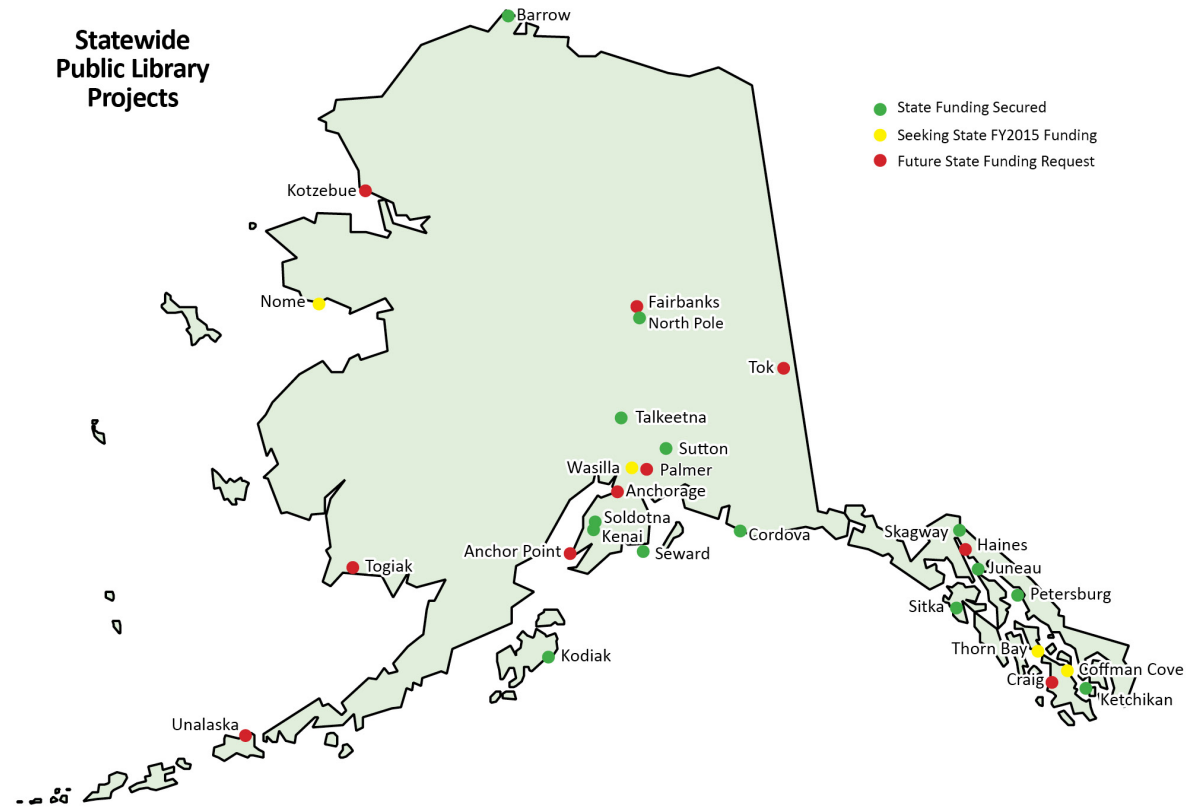 Statewide
Public Library
Projects
Barrow
State Funding Secured
Seeking State FY2015 Funding
Future State Funding Request
Kotzebue
Nome
Fairbanks
North Pole
Tok
Talkeetna
Sutton
Wasilla
Palmer
Anchorage
Soldotna
Kenai
Cordova
Skagway
Haines
Anchor Point
Seward
Togiak
Juneau
Petersburg
Sitka
Thorn Bay
Kodiak
Coffman Cove
Craig
Ketchikan
Unalaska